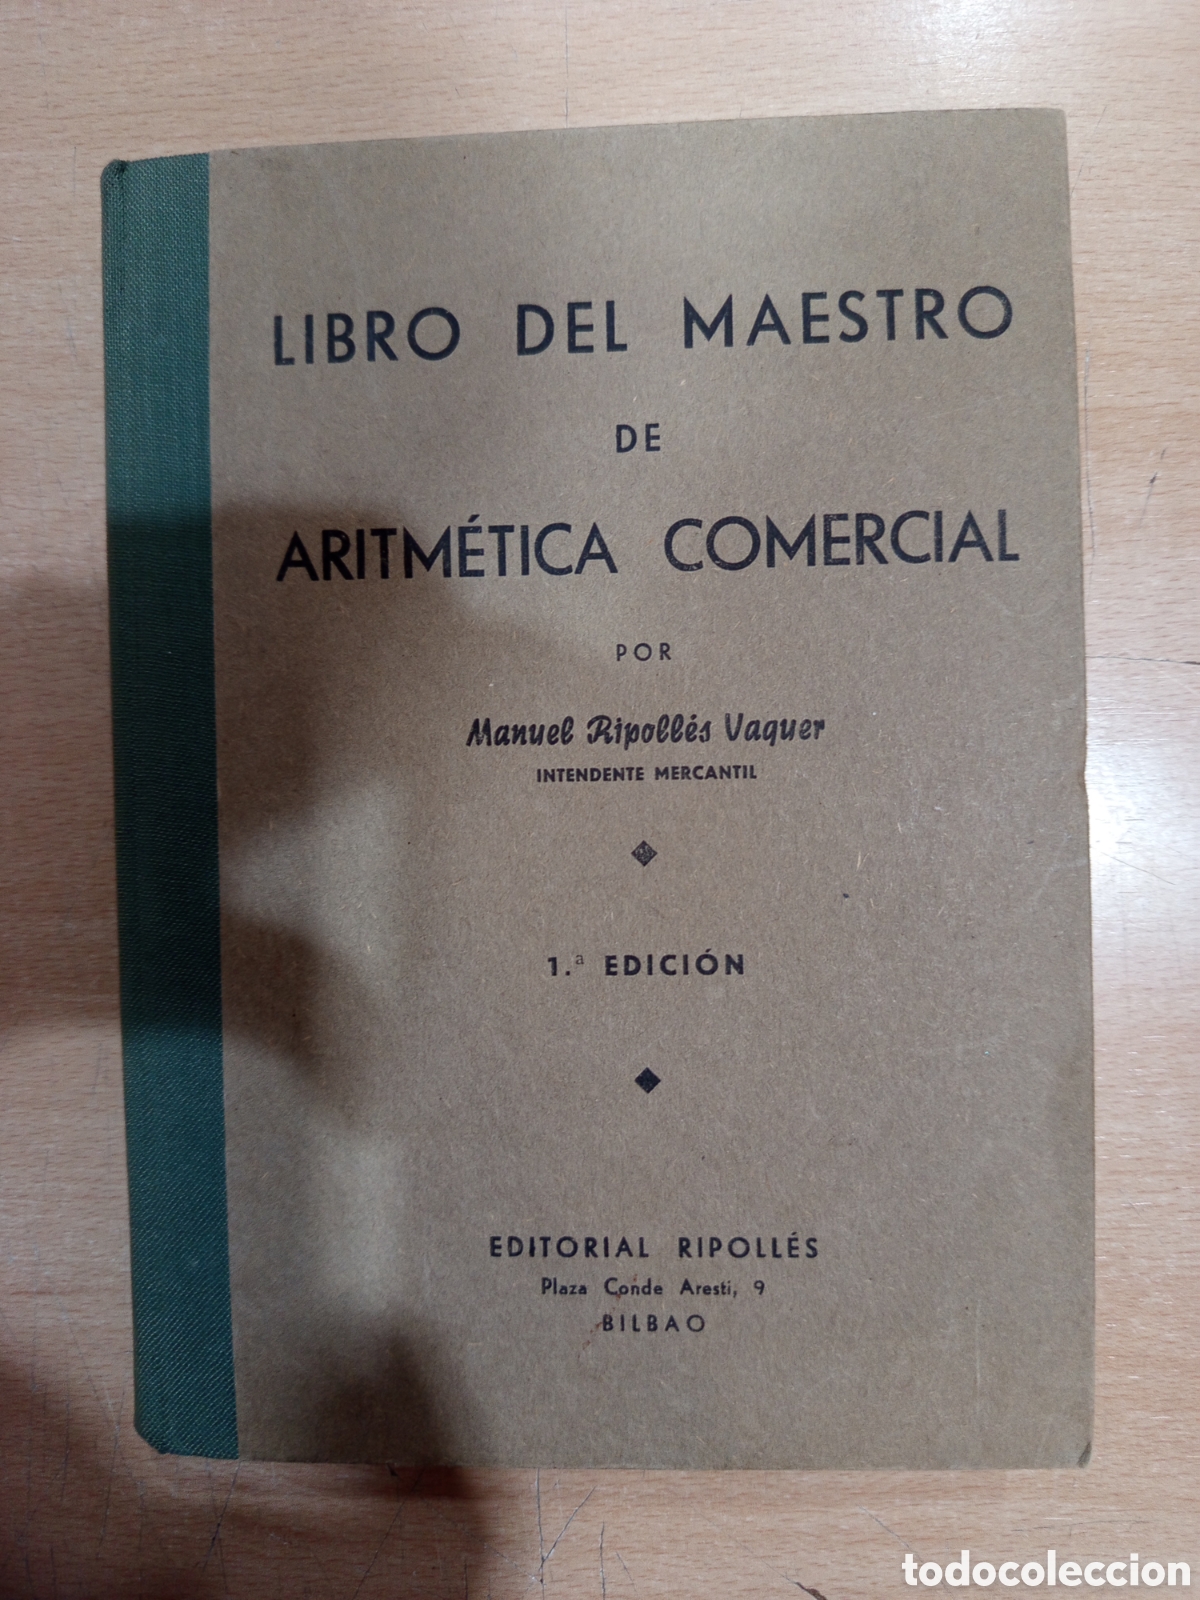 LIBRO DEL MAESTRO
DE
ARITMÉTICA COMERCIAL
POR
Manuel Ripollés Vaquer
INTENDENTE MERCANTIL
1.ª EDICIÓN
EDITORIAL RIPOLLÉS
Plaza Conde Aresti, 9
BILBAO
todocoleccion